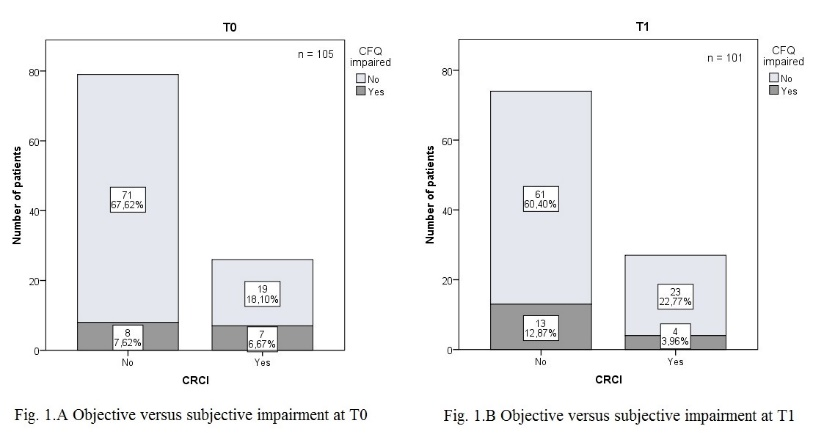 T0
n = 105
CFQ
impaired
No
Yes
Number of patients
80
60
40
20
0
71
67,62%
8
7,62%
19
18,10%
7
6,67%
No
Yes
CRCI
Fig. 1.A Objective versus subjective impairment at T0
T1
n = 101
CFQ
impaired
No
Yes
Number of patients
80
60
40
20
0
61
60,40%
13
12,87%
23
22,77%
4
3,96%
No
Yes
CRCI
Fig. 1.B Objective versus subjective impairment at T1